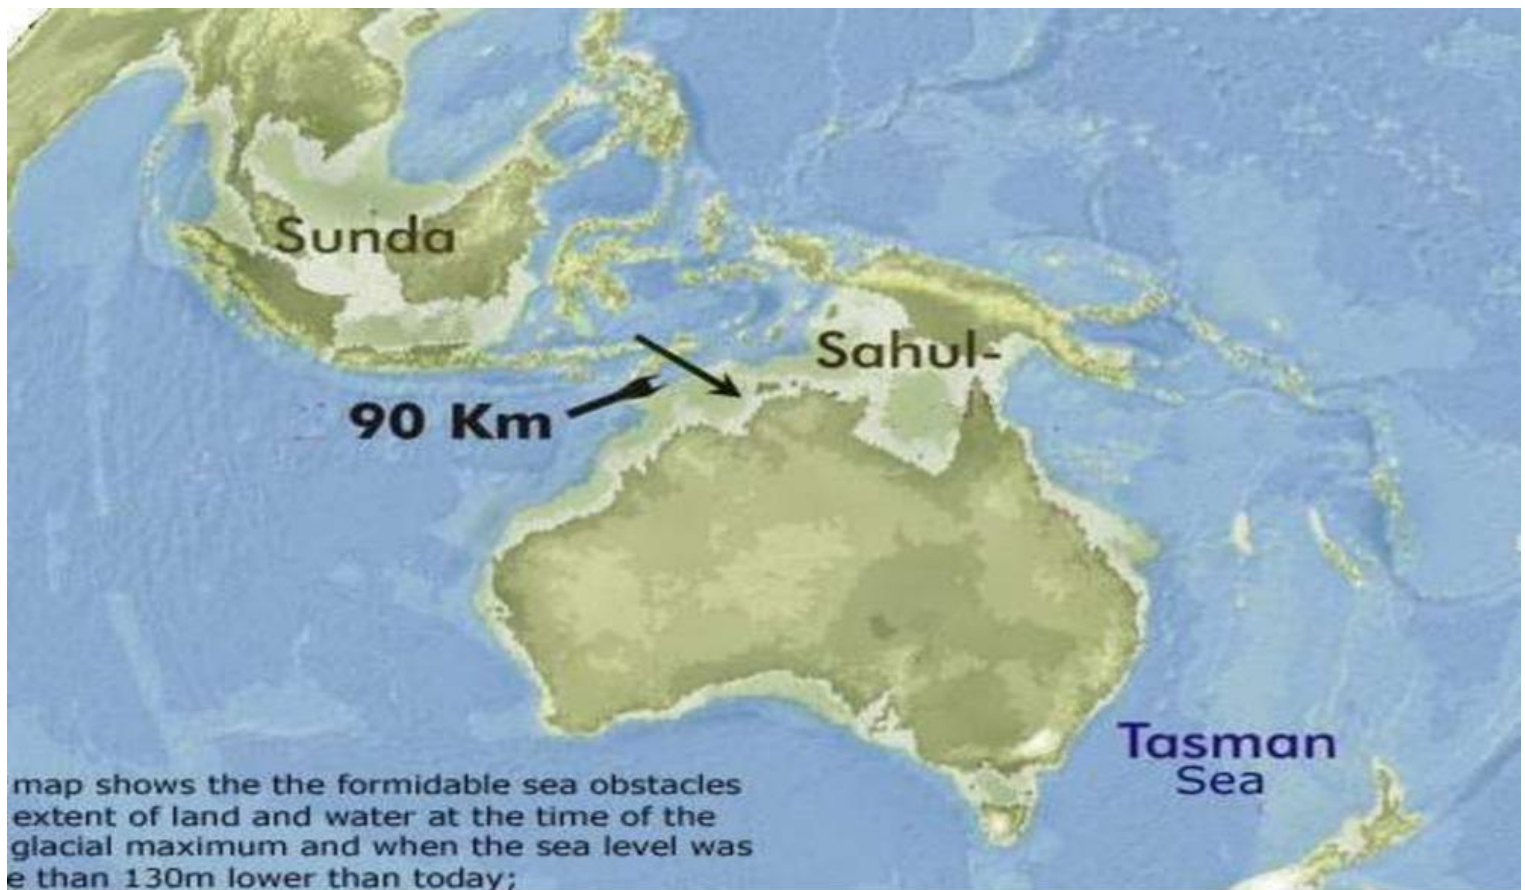 Sunda
Sahul-
90 Km
Tasman
Sea
map shows the the formidable sea obstacles
extent of land and water at the time of the
glacial maximum and when the sea level was
e than 130m lower than today;